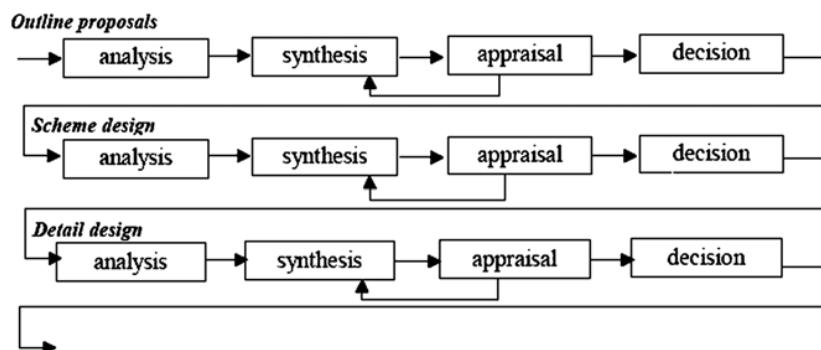 Outline proposals
analysis synthesis appraisal decision
Scheme design
analysis synthesis appraisal decision
Detail design
analysis synthesis appraisal decision